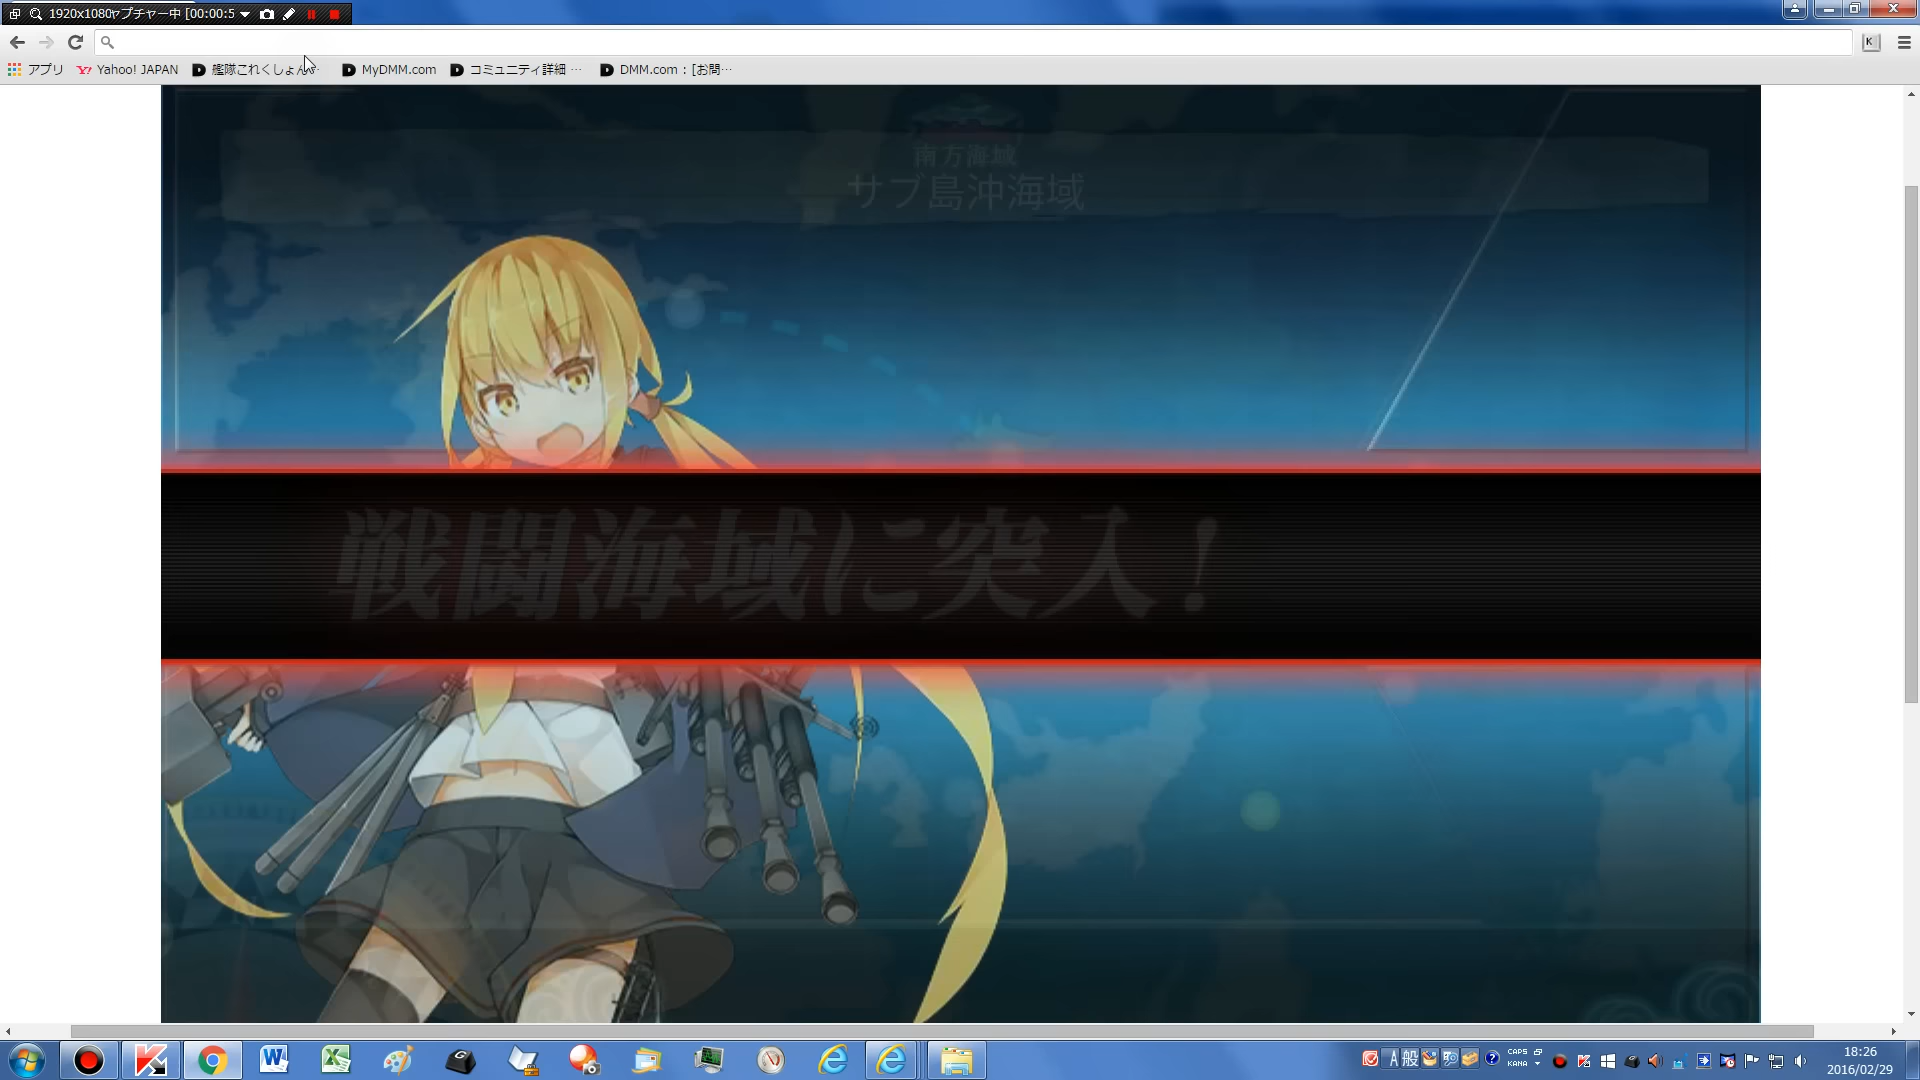 1920x1080ャプチャー中 [00:00:5
アプリ
Yahoo! JAPAN
艦隊これくしょん
MyDMM.com
コミュニティ詳細 …
DMM.com : [お問…
南方海域
サブ島沖海域
戦闘海域に突入!
A 般
CAPS
KANA
18:26
2016/02/29